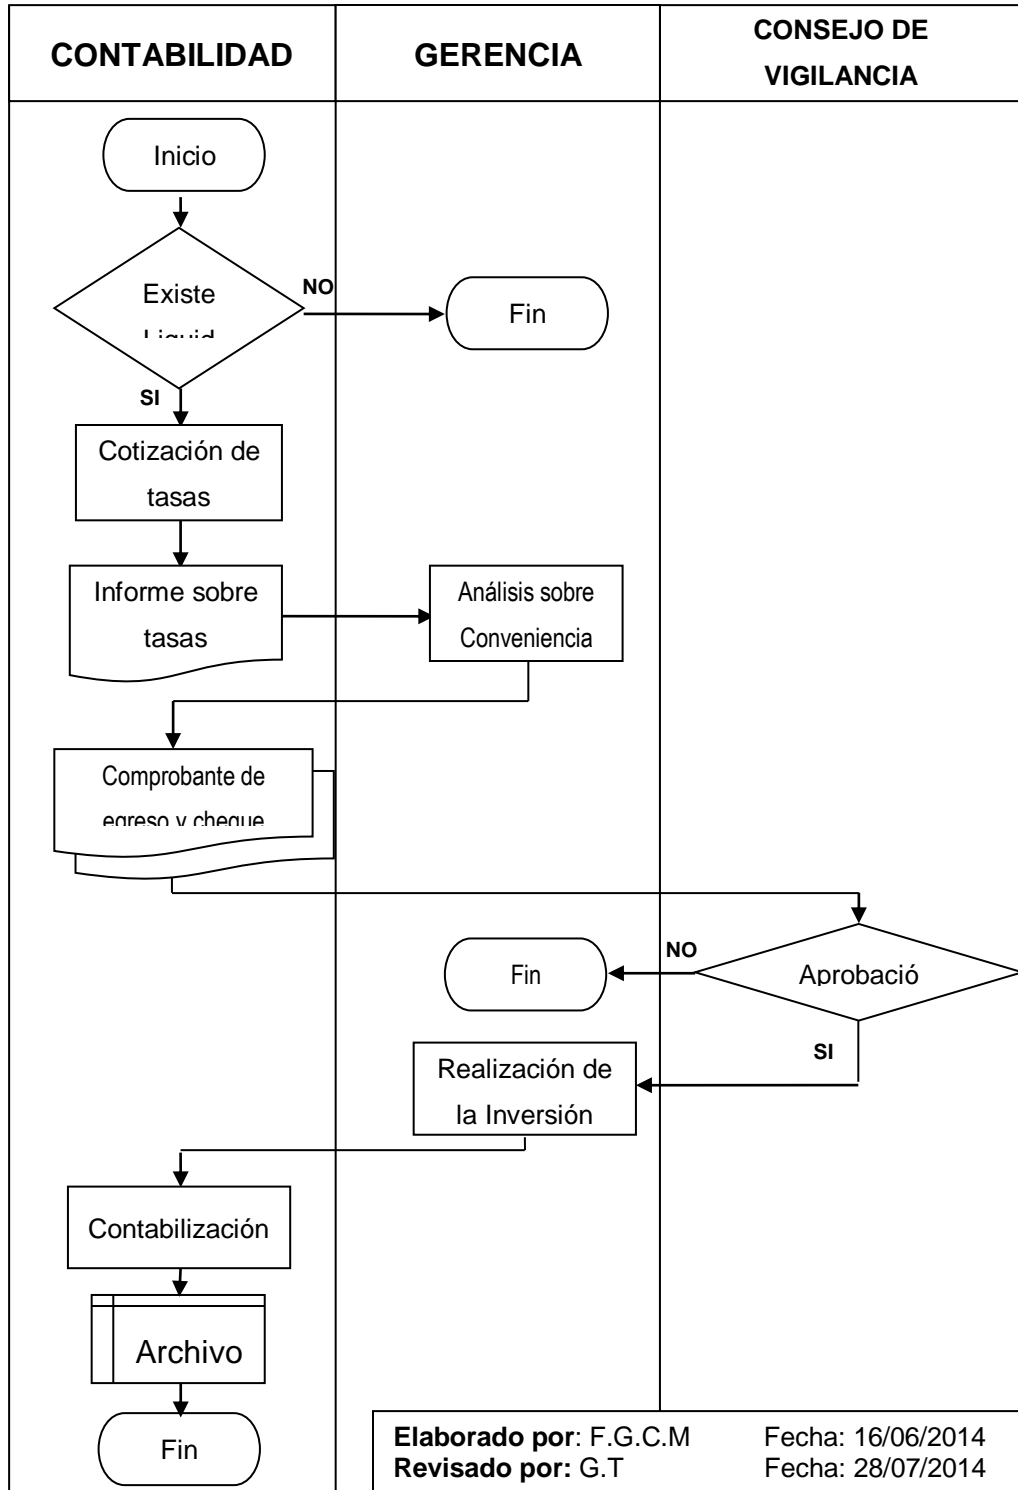 CONTABILIDAD
GERENCIA
CONSEJO DE
VIGILANCIA
Inicio
Existe
NO
Fin
SI
Cotización de
tasas
Informe sobre
tasas
Análisis sobre
Conveniencia
Comprobante de
egreso y cheque
Aprobació
NO
Fin
SI
Realización de
la Inversión
Contabilización
Archivo
Fin
Elaborado por: F.G.C.M Fecha: 16/06/2014
Revisado por: G.T Fecha: 28/07/2014